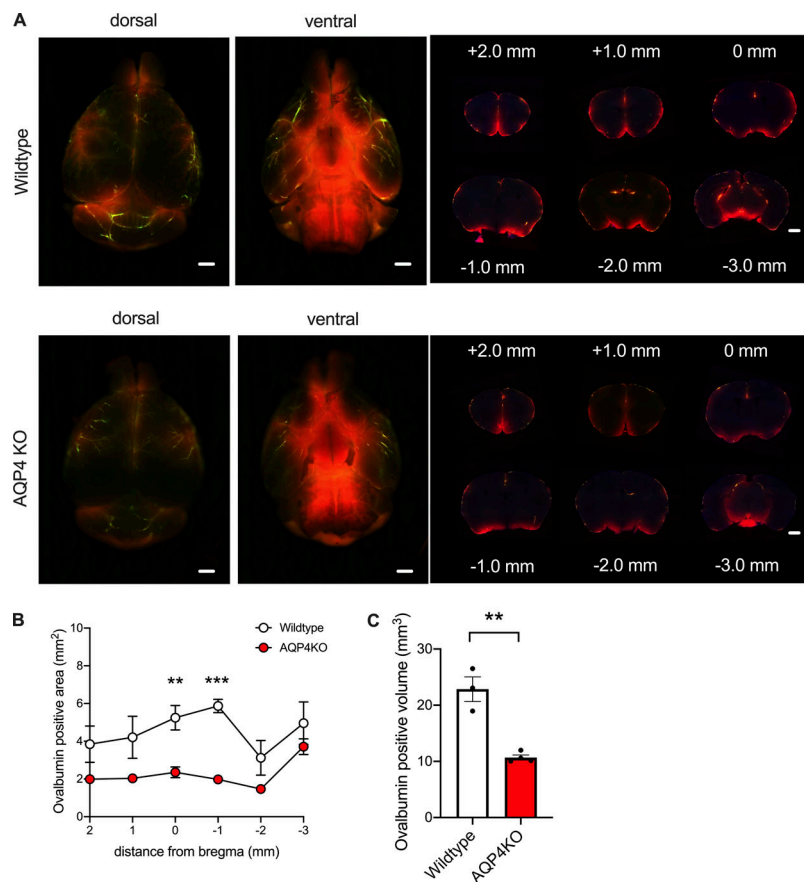 A
dorsal
ventral
Wildtype
+2.0 mm
+1.0 mm
0 mm
-1.0 mm
-2.0 mm
-3.0 mm
dorsal
ventral
AQP4 KO
+2.0 mm
+1.0 mm
0 mm
-1.0 mm
-2.0 mm
-3.0 mm
B
Ovalbumin positive area (mm²)
10
8
6
4
2
0
Wildtype
AQP4KO
**
***
2
1
0
-1
-2
-3
distance from bregma (mm)
C
Ovalbumin positive volume (mm³)
30
20
10
0
**
Wildtype
AQP4KO